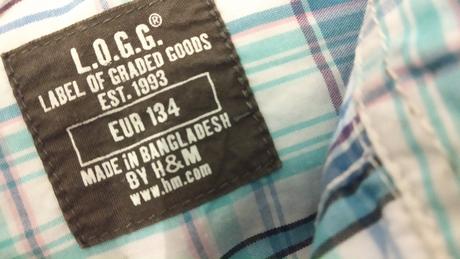 L.O.G.G.®
LABEL OF GRADED GOODS
EST. 1993
EUR 134
MADE iN BANGLADESH
BY H&M
www.hm.com